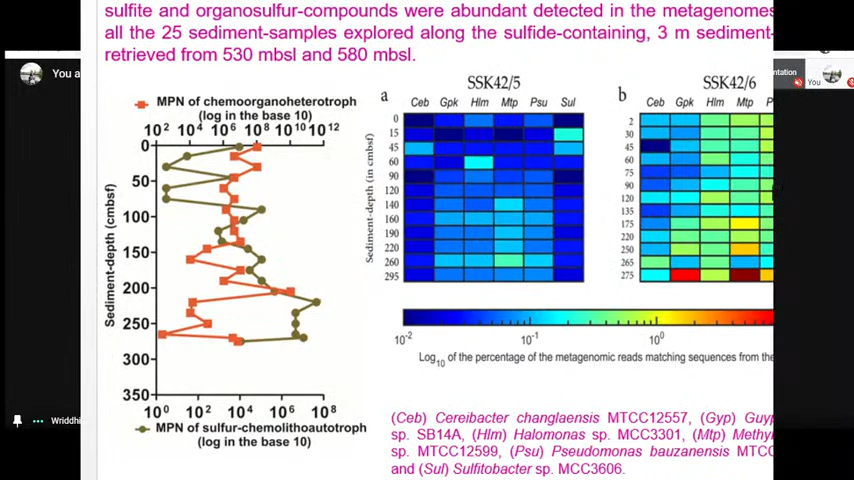 sulfite and organosulfur-compounds were abundant detected in the metagenomes
all the 25 sediment-samples explored along the sulfide-containing, 3 m sediment-
retrieved from 530 mbsl and 580 mbsl.
You a
MPN of chemoorganoheterotroph
(log in the base 10)
10² 10⁴ 10⁶ 10⁸ 10¹⁰ 10¹²
0
50
100
150
200
250
300
350
Sediment-depth (cmbsf)
10⁰ 10² 10⁴ 10⁶ 10⁸
MPN of sulfur-chemolithoautotroph
(log in the base 10)
a
SSK42/5
Ceb Gpk Hlm Mtp Psu Sul
Sediment-depth (in cmbsf)
0
15
45
60
90
120
140
160
190
220
260
295
b
SSK42/6
Ceb Gpk Hlm Mtp P
2
30
45
60
75
90
120
135
175
220
250
265
275
10⁻² 10⁻¹ 10⁰
Log₁₀ of the percentage of the metagenomic reads matching sequences from the
(Ceb) Cereibacter changlaensis MTCC12557, (Gyp) Guyp
sp. SB14A, (Hlm) Halomonas sp. MCC3301, (Mtp) Methy
sp. MTCC12599, (Psu) Pseudomonas bauzanensis MTCC
and (Sul) Sulfitobacter sp. MCC3606.
ntation
You
Wriddhi